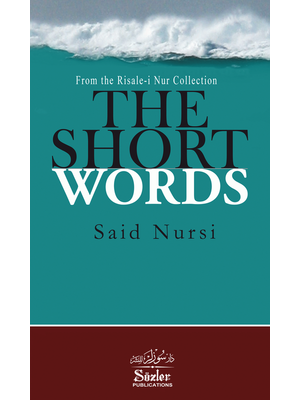 From the Risale-i Nur Collection
THE
SHORT
WORDS
Said Nursi
Sözler
PUBLICATIONS